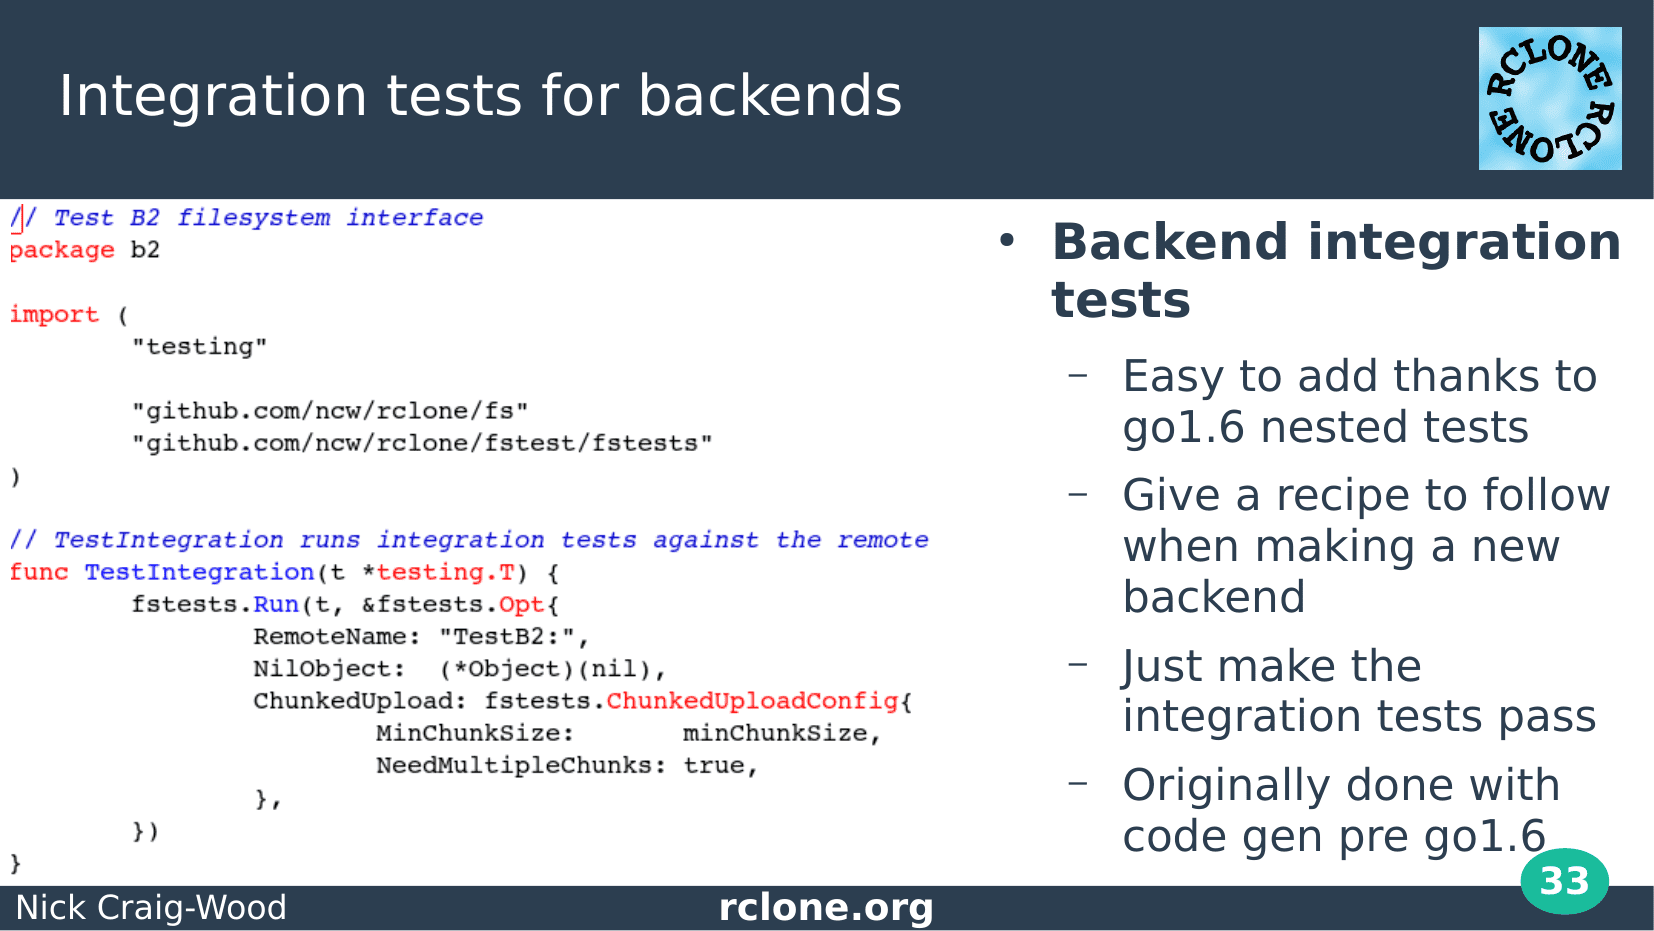 Integration tests for backends
RCLONE RCLONE
// Test B2 filesystem interface
package b2
import (
"testing"
"github.com/ncw/rclone/fs"
"github.com/ncw/rclone/fstest/fstests"
)
// TestIntegration runs integration tests against the remote
func TestIntegration(t *testing.T) {
fstests.Run(t, &fstests.Opt{
RemoteName: "TestB2:",
NilObject:  (*Object)(nil),
ChunkedUpload: fstests.ChunkedUploadConfig{
MinChunkSize:       minChunkSize,
NeedMultipleChunks: true,
},
})
}
• Backend integration
tests
– Easy to add thanks to
go1.6 nested tests
– Give a recipe to follow
when making a new
backend
– Just make the
integration tests pass
– Originally done with
code gen pre go1.6
Nick Craig-Wood
rclone.org
33